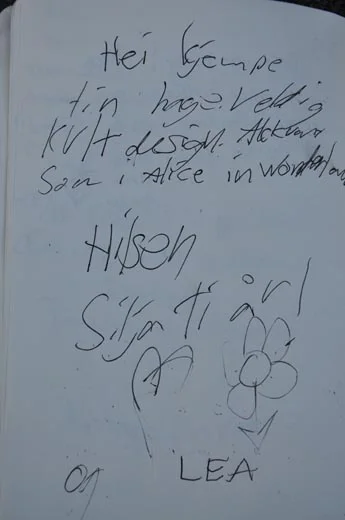 Hei kjempe
fin hage. Veldig
kult design. Akkurat
som i Alice in Wonderland
Hilsen
Silja ti år!
og LEA